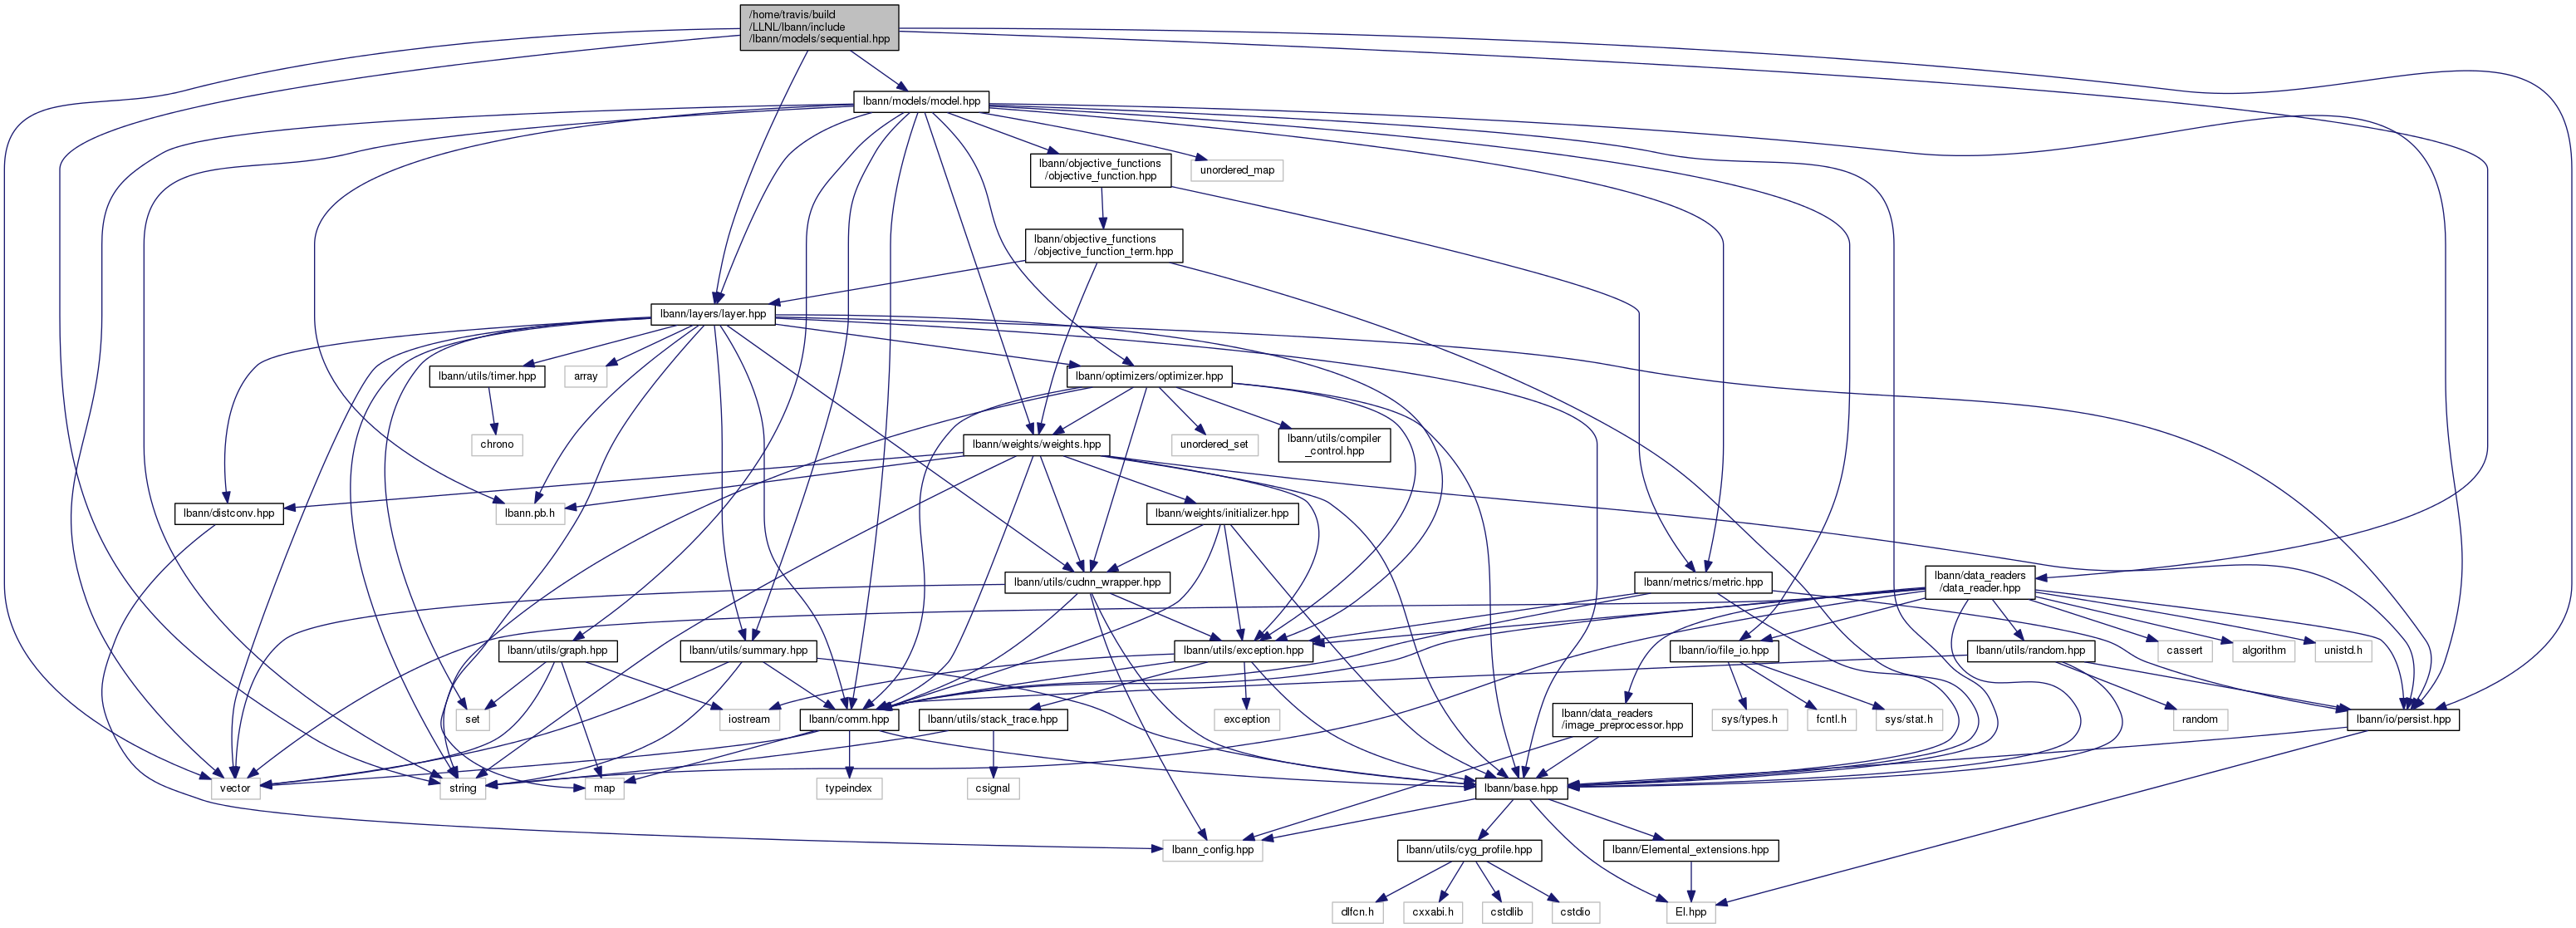 /home/travis/build
/LLNL/lbann/include
/lbann/models/sequential.hpp
lbann/models/model.hpp
lbann/objective_functions
/objective_function.hpp
unordered_map
lbann/objective_functions
/objective_function_term.hpp
lbann/layers/layer.hpp
lbann/utils/timer.hpp
array
lbann/optimizers/optimizer.hpp
chrono
lbann/weights/weights.hpp
unordered_set
lbann/utils/compiler
_control.hpp
lbann/distconv.hpp
lbann.pb.h
lbann/weights/initializer.hpp
lbann/utils/cudnn_wrapper.hpp
lbann/metrics/metric.hpp
lbann/data_readers
/data_reader.hpp
lbann/utils/graph.hpp
lbann/utils/summary.hpp
lbann/utils/exception.hpp
lbann/io/file_io.hpp
lbann/utils/random.hpp
cassert
algorithm
unistd.h
set
iostream
lbann/comm.hpp
lbann/utils/stack_trace.hpp
exception
lbann/data_readers
/image_preprocessor.hpp
sys/types.h
fcntl.h
sys/stat.h
random
lbann/io/persist.hpp
vector
string
map
typeindex
csignal
lbann/base.hpp
lbann_config.hpp
lbann/utils/cyg_profile.hpp
lbann/Elemental_extensions.hpp
dlfcn.h
cxxabi.h
cstdlib
cstdio
El.hpp